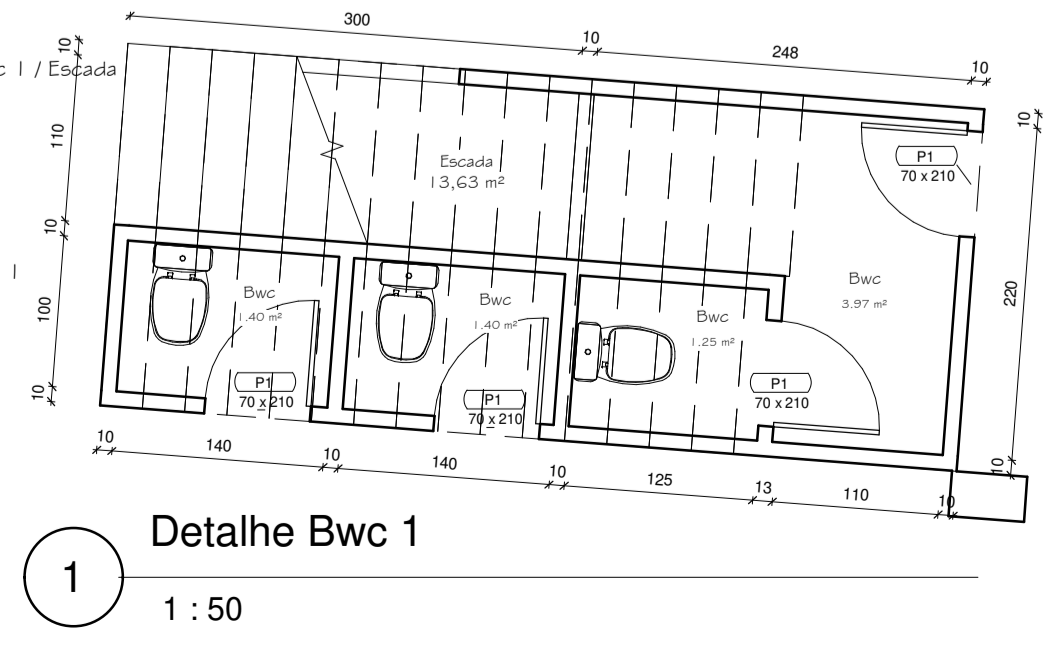 300
10
248
10
10
c 1 / Escada
110
10
100
10
1
10
220
10
Escada
13,63 m²
P1
70 x 210
Bwc
3.97 m²
Bwc
1.40 m²
Bwc
1.40 m²
Bwc
1.25 m²
P1
70 x 210
P1
70 x 210
P1
70 x 210
10
140
10
140
10
125
13
110
10
Detalhe Bwc 1
1
1 : 50